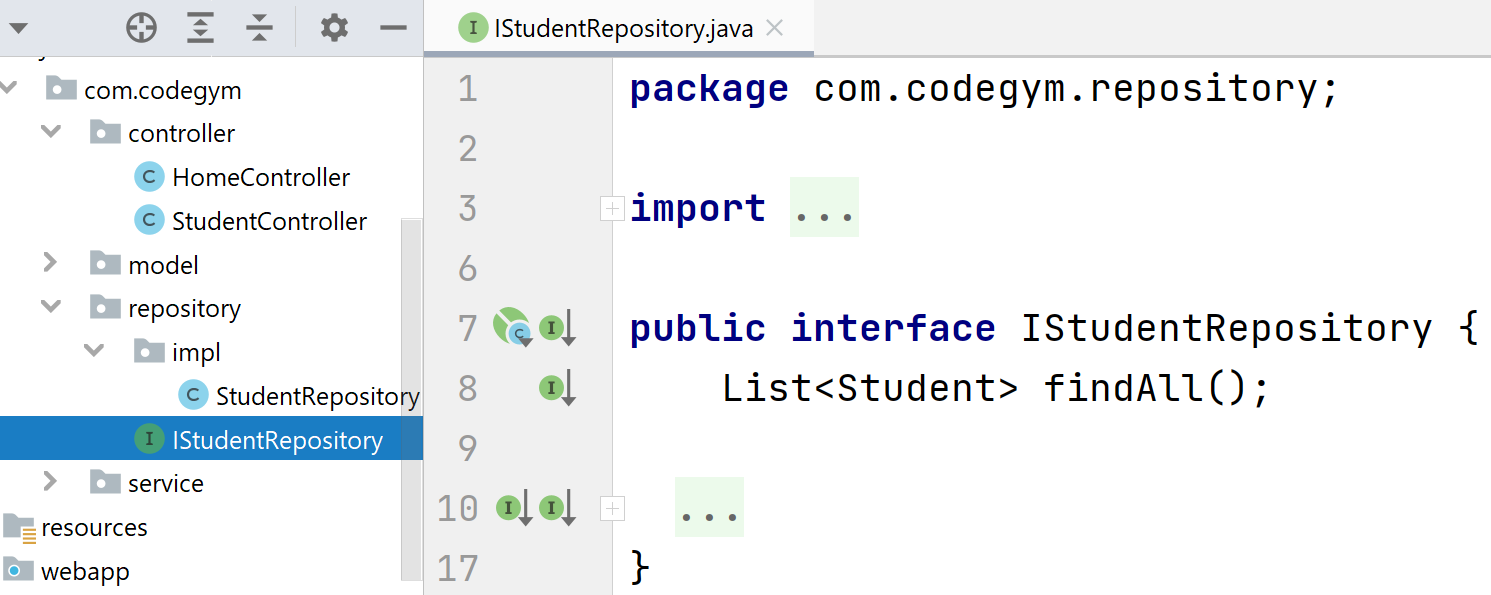 IStudentRepository.java
com.codegym
controller
HomeController
StudentController
model
repository
impl
StudentRepository
IStudentRepository
service
resources
webapp
1 package com.codegym.repository;
2
3 import ...
6
7 public interface IStudentRepository {
8 List<Student> findAll();
9
10 ...
17 }